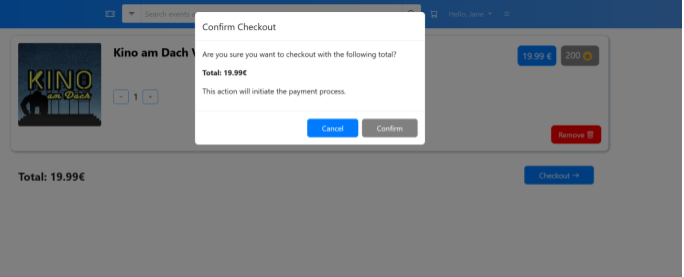 Search events
Hello, Jane
Confirm Checkout
Are you sure you want to checkout with the following total?
Total: 19.99€
This action will initiate the payment process.
Cancel
Confirm
KINO
am Dach
Kino am Dach
- 1 +
19.99 €
200
Remove
Total: 19.99€
Checkout →